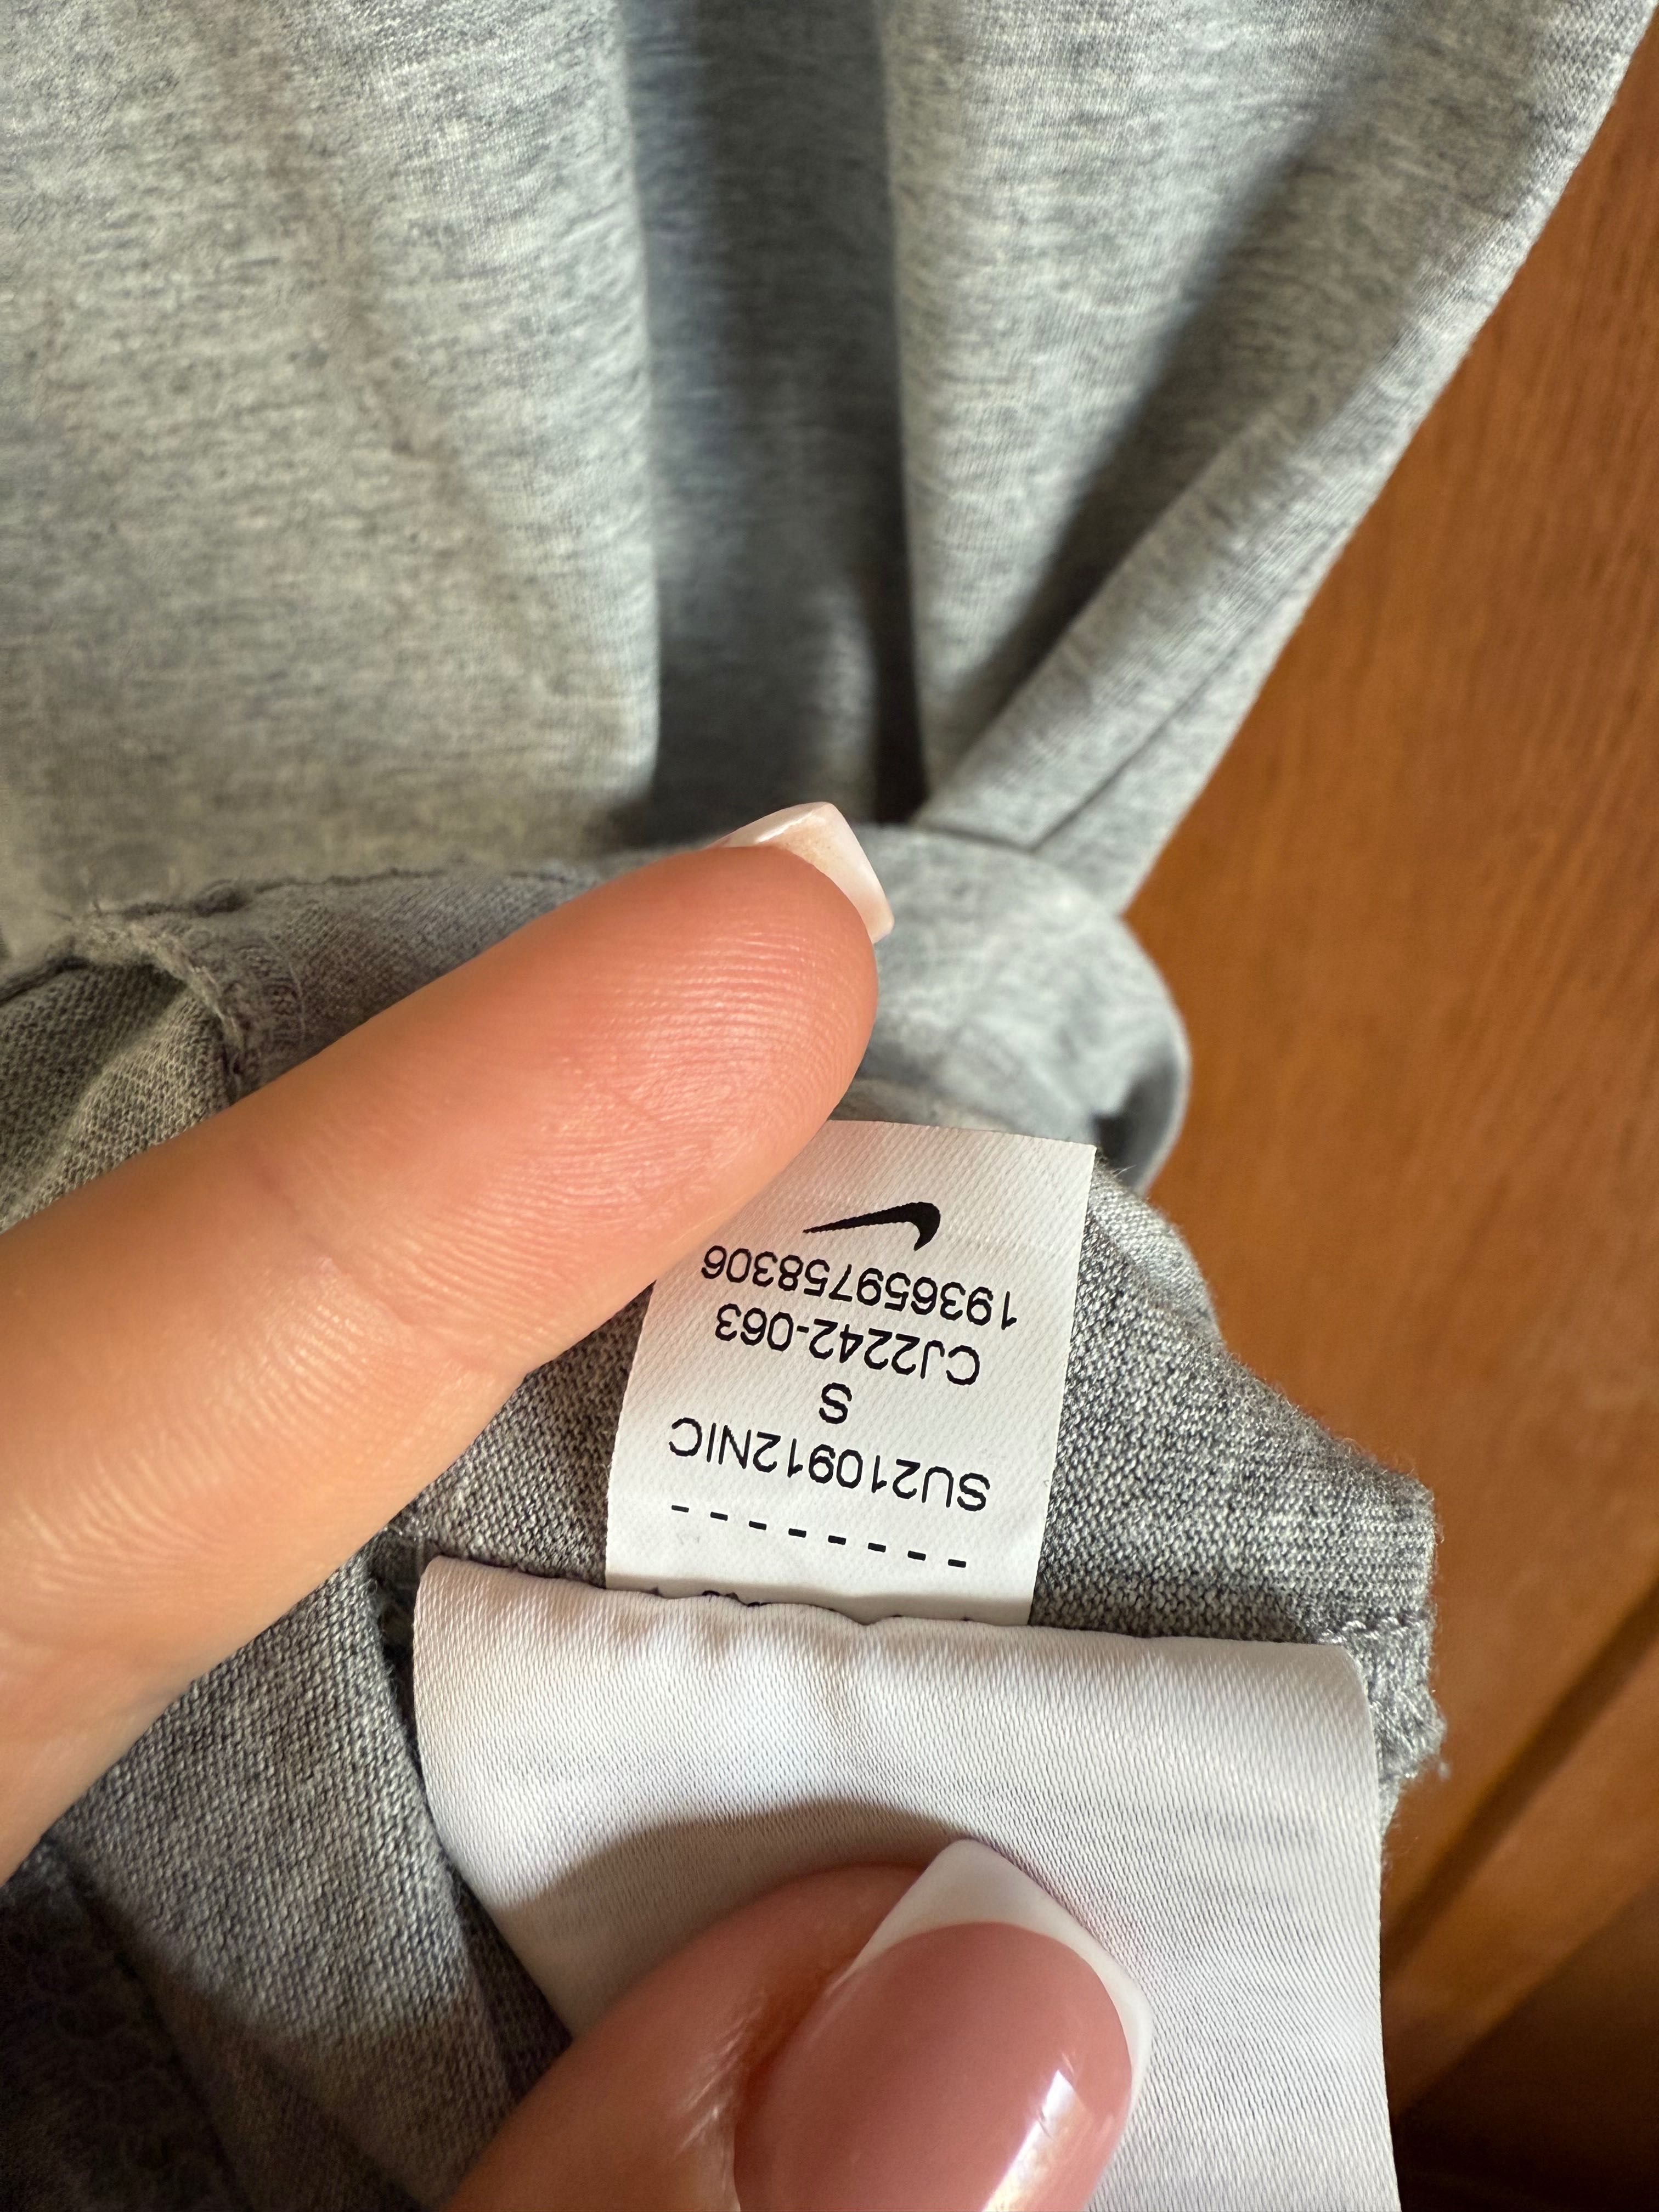 --------
SU210912NIC
S
CJ2242-063
193659758306